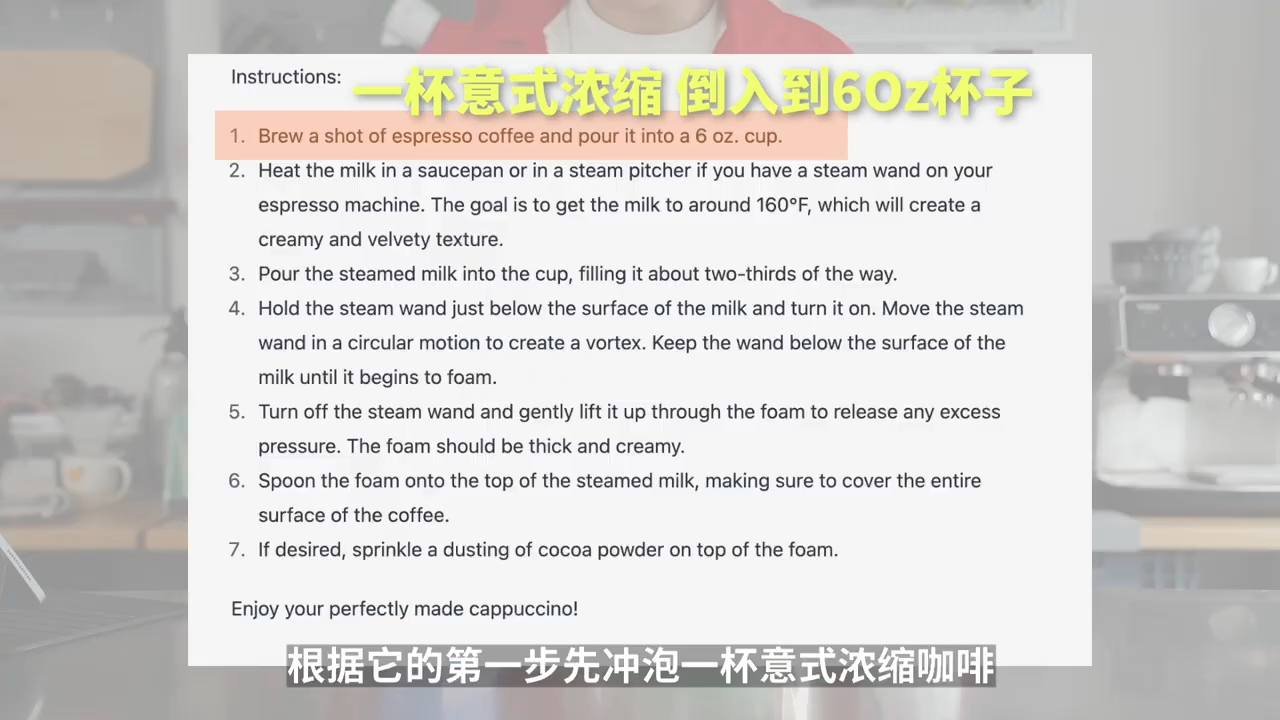 Instructions:
一杯意式浓缩 倒入到6Oz杯子
1. Brew a shot of espresso coffee and pour it into a 6 oz. cup.
2. Heat the milk in a saucepan or in a steam pitcher if you have a steam wand on your
espresso machine. The goal is to get the milk to around 160°F, which will create a
creamy and velvety texture.
3. Pour the steamed milk into the cup, filling it about two-thirds of the way.
4. Hold the steam wand just below the surface of the milk and turn it on. Move the steam
wand in a circular motion to create a vortex. Keep the wand below the surface of the
milk until it begins to foam.
5. Turn off the steam wand and gently lift it up through the foam to release any excess
pressure. The foam should be thick and creamy.
6. Spoon the foam onto the top of the steamed milk, making sure to cover the entire
surface of the coffee.
7. If desired, sprinkle a dusting of cocoa powder on top of the foam.
Enjoy your perfectly made cappuccino!
根据它的第一步先冲泡一杯意式浓缩咖啡